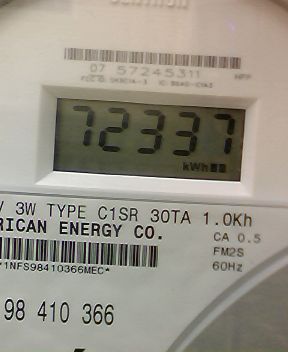 07 57245311
72337
kWh
V 3W TYPE C1SR 30TA 1.0Kh
RICAN ENERGY CO. CA 0.5
FM2S
*1NFS98410366MEC* 60Hz
98 410 366